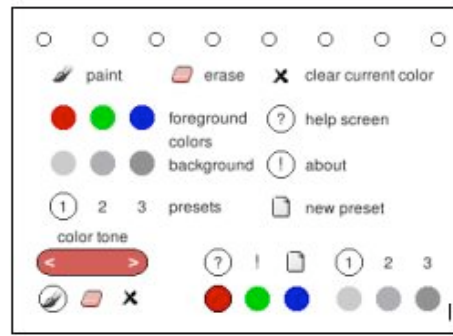 paint erase clear current color
foreground ? help screen
colors
background ! about
1 2 3 presets new preset
color tone
< >
? ! 1 2 3